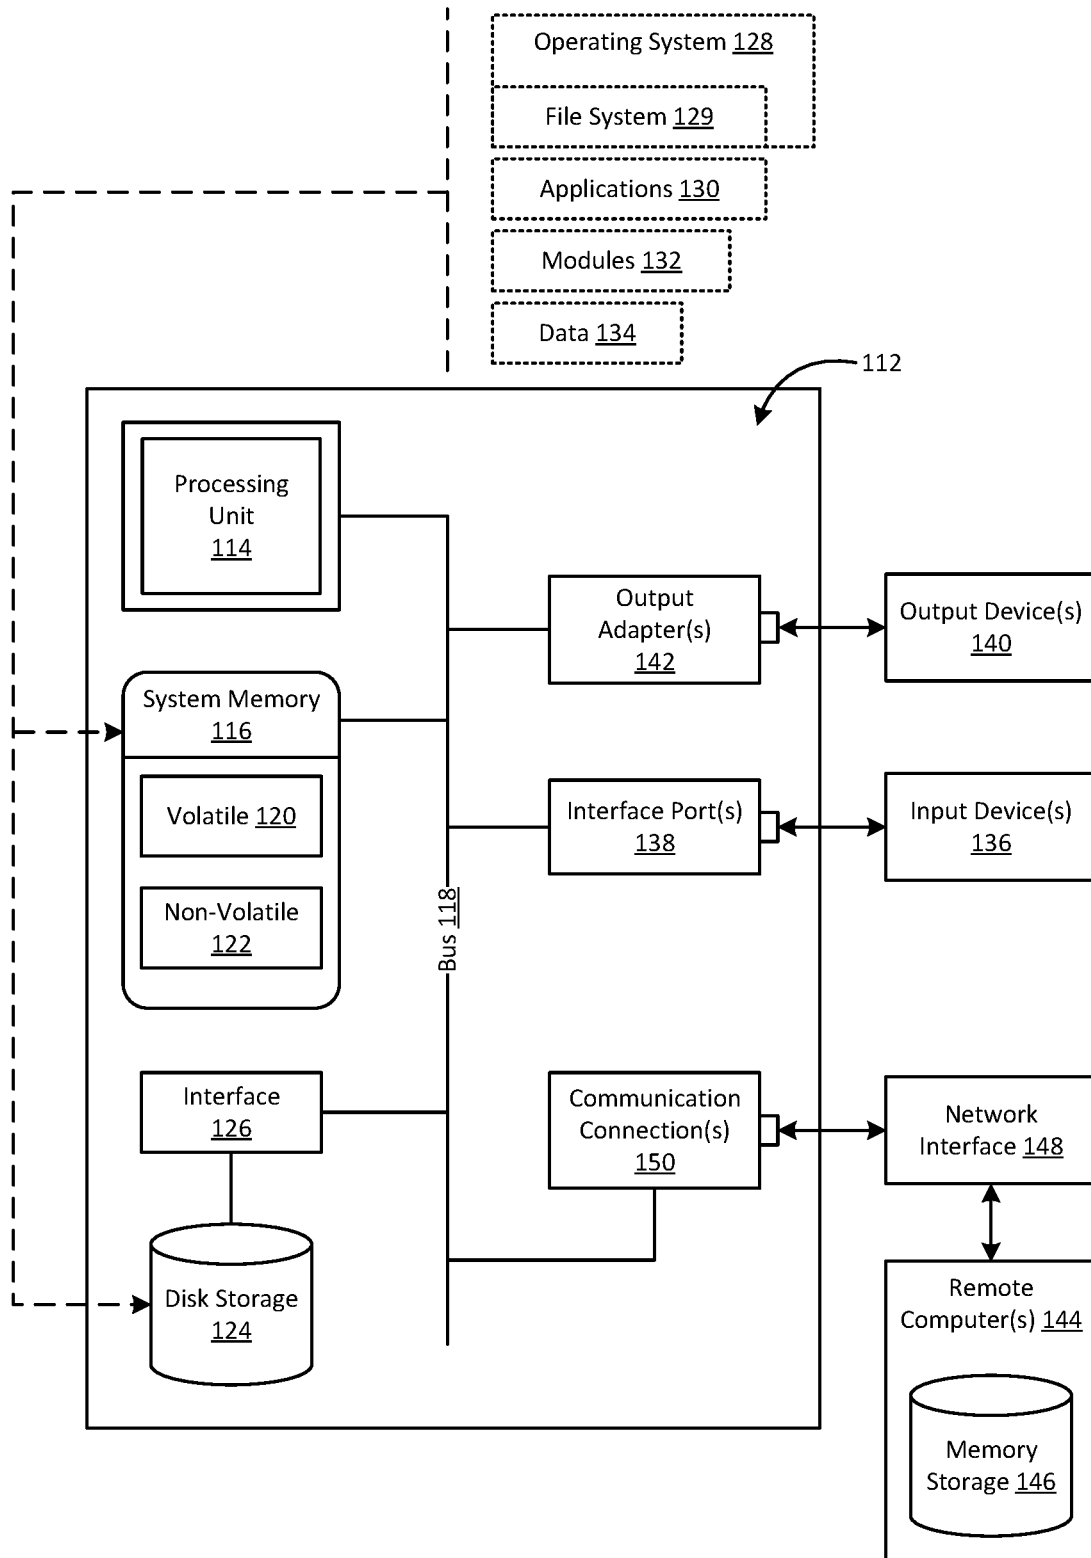 Operating System 128
File System 129
Applications 130
Modules 132
Data 134
112
Processing
Unit
114
Output
Adapter(s)
142
Output Device(s)
140
System Memory
116
Volatile 120
Non-Volatile
122
Interface Port(s)
138
Input Device(s)
136
Bus 118
Interface
126
Communication
Connection(s)
150
Network
Interface 148
Disk Storage
124
Remote
Computer(s) 144
Memory
Storage 146